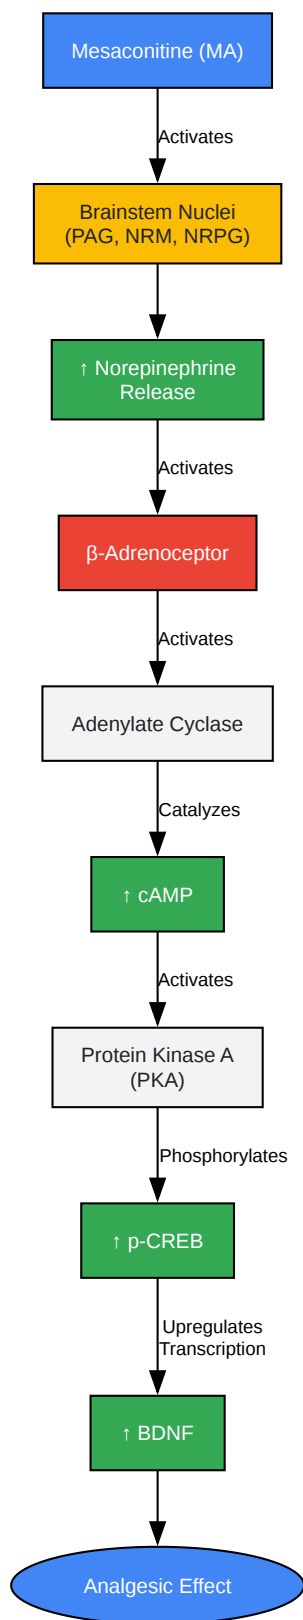 Mesaconitine (MA)
Activates
Brainstem Nuclei
(PAG, NRM, NRPG)
↑ Norepinephrine
Release
Activates
β-Adrenoceptor
Activates
Adenylate Cyclase
Catalyzes
↑ cAMP
Activates
Protein Kinase A
(PKA)
Phosphorylates
↑ p-CREB
Upregulates
Transcription
↑ BDNF
Analgesic Effect